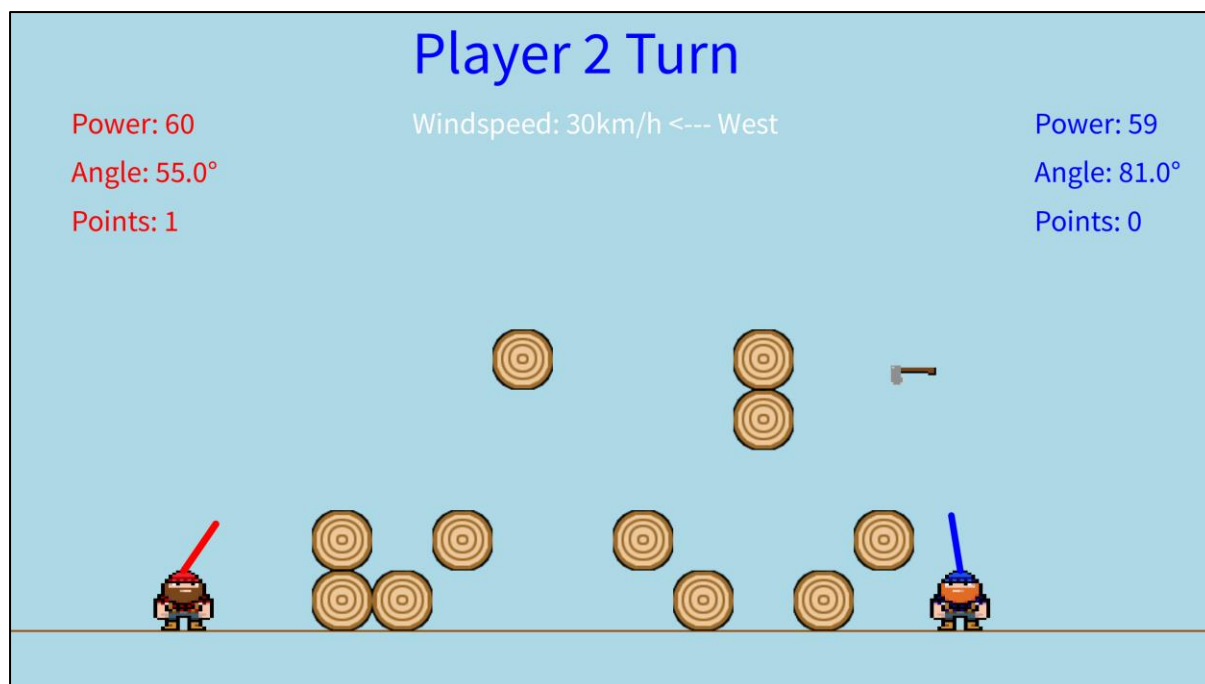 Player 2 Turn
Power: 60
Windspeed: 30km/h <--- West
Power: 59
Angle: 55.0°
Angle: 81.0°
Points: 1
Points: 0